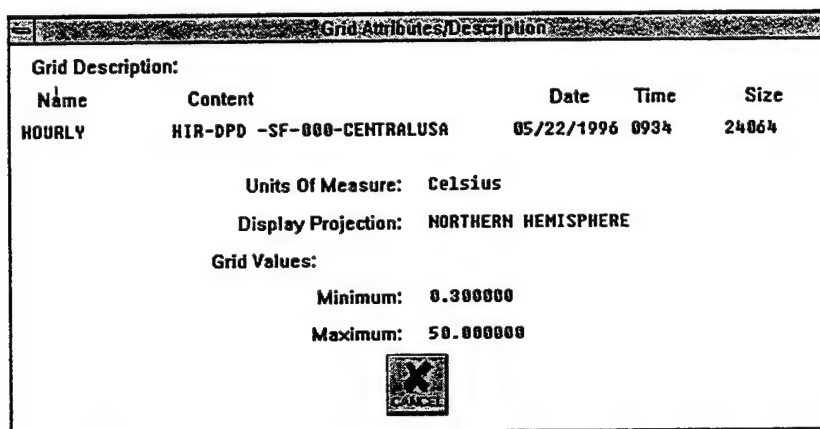 Grid Attributes/Description
Grid Description:
Name Content Date Time Size
HOURLY HIR-DPD -SF-000-CENTRALUSA 05/22/1996 0934 24064
Units Of Measure: Celsius
Display Projection: NORTHERN HEMISPHERE
Grid Values:
Minimum: 0.300000
Maximum: 50.000000
CANCEL